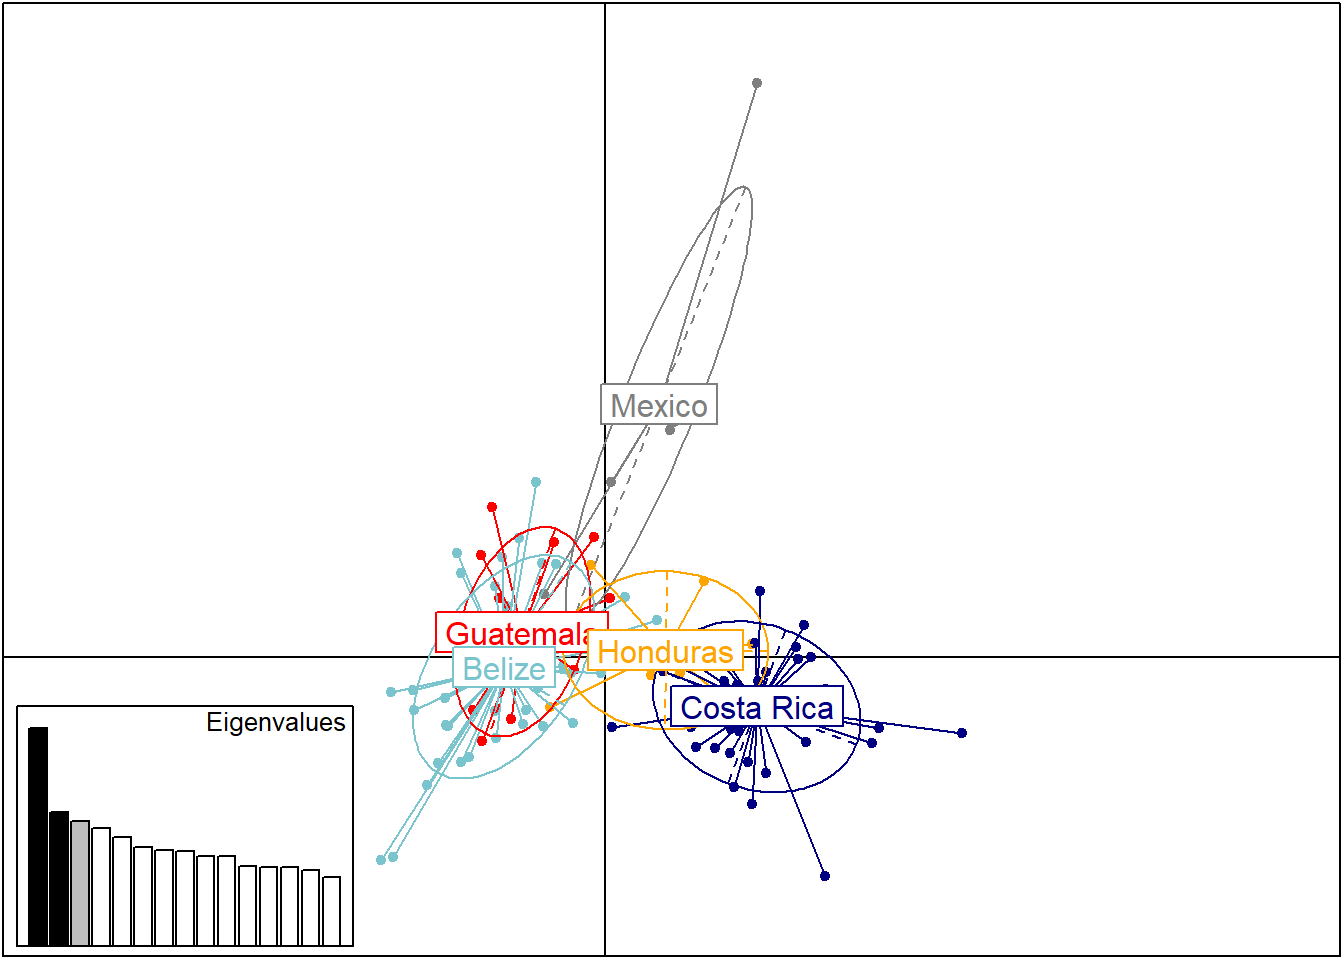 Mexico
Guatemala
Honduras
Belize
Costa Rica
Eigenvalues